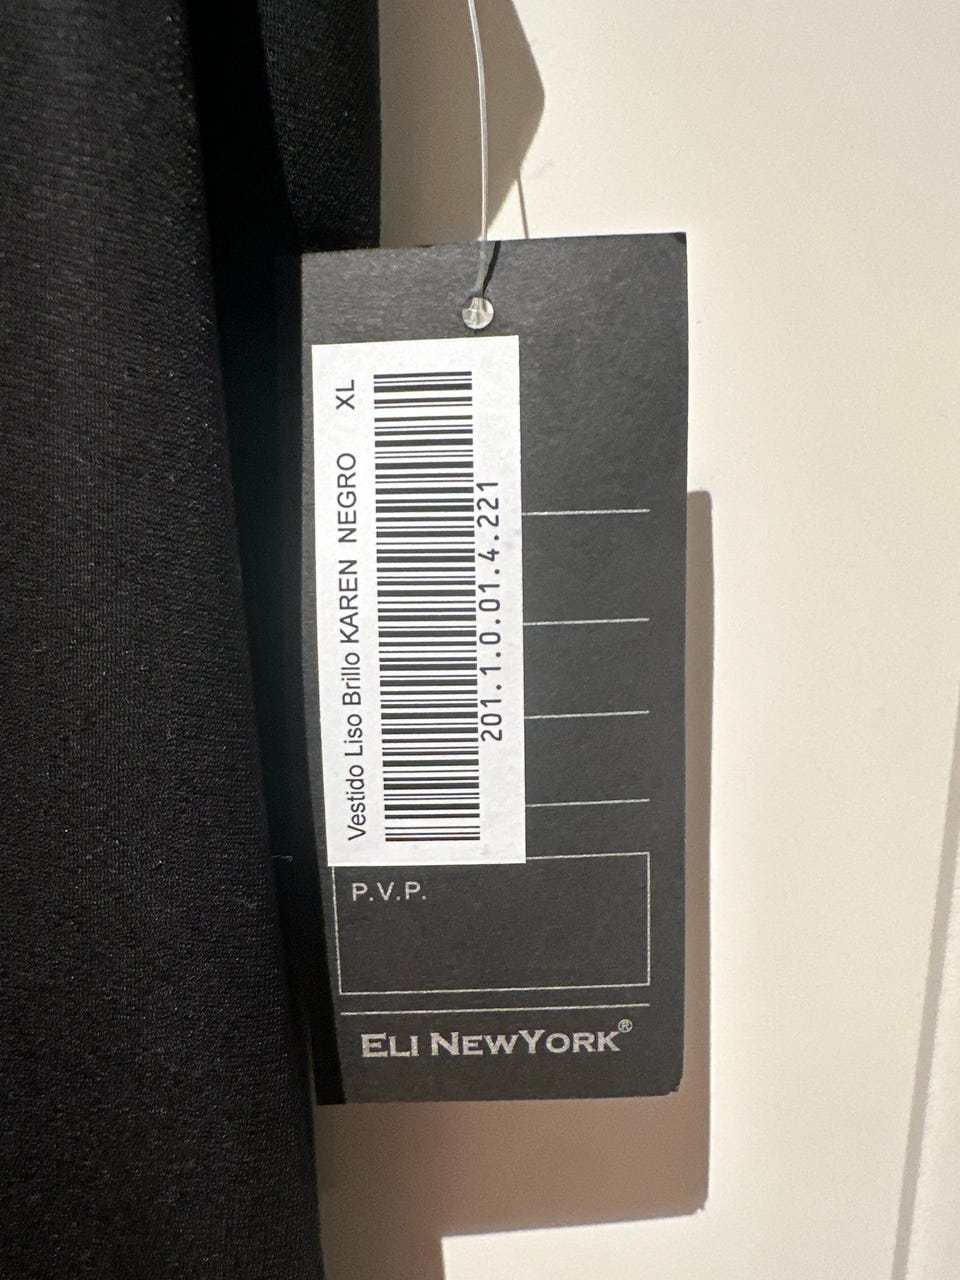 Vestido Liso Brillo KAREN NEGRO XL
201.1.0.01.4.221
P.V.P.
ELI NEWYORK®